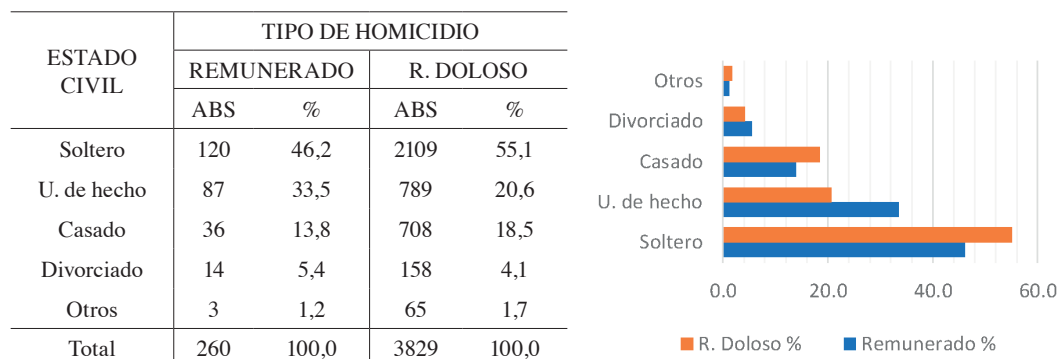 TIPO DE HOMICIDIO
ESTADO CIVIL
REMUNERADO R. DOLOSO
ABS % ABS %
Soltero 120 46,2 2109 55,1
U. de hecho 87 33,5 789 20,6
Casado 36 13,8 708 18,5
Divorciado 14 5,4 158 4,1
Otros 3 1,2 65 1,7
Total 260 100,0 3829 100,0
Otros
Divorciado
Casado
U. de hecho
Soltero
0.0 20.0 40.0 60.0
R. Doloso % Remunerado %